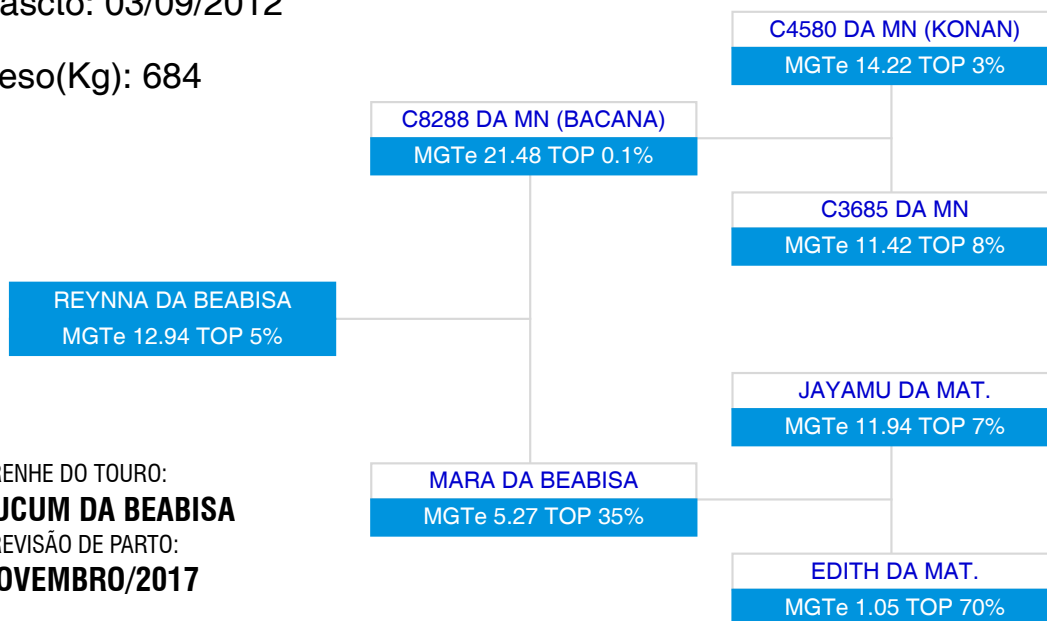 ascto: 03/09/2012
eso(Kg): 684
C4580 DA MN (KONAN)
MGTe 14.22 TOP 3%
C8288 DA MN (BACANA)
MGTe 21.48 TOP 0.1%
C3685 DA MN
MGTe 11.42 TOP 8%
REYNNA DA BEABISA
MGTe 12.94 TOP 5%
JAYAMU DA MAT.
MGTe 11.94 TOP 7%
MARA DA BEABISA
MGTe 5.27 TOP 35%
EDITH DA MAT.
MGTe 1.05 TOP 70%
RENHE DO TOURO:
UCUM DA BEABISA
REVISÃO DE PARTO:
OVEMBRO/2017